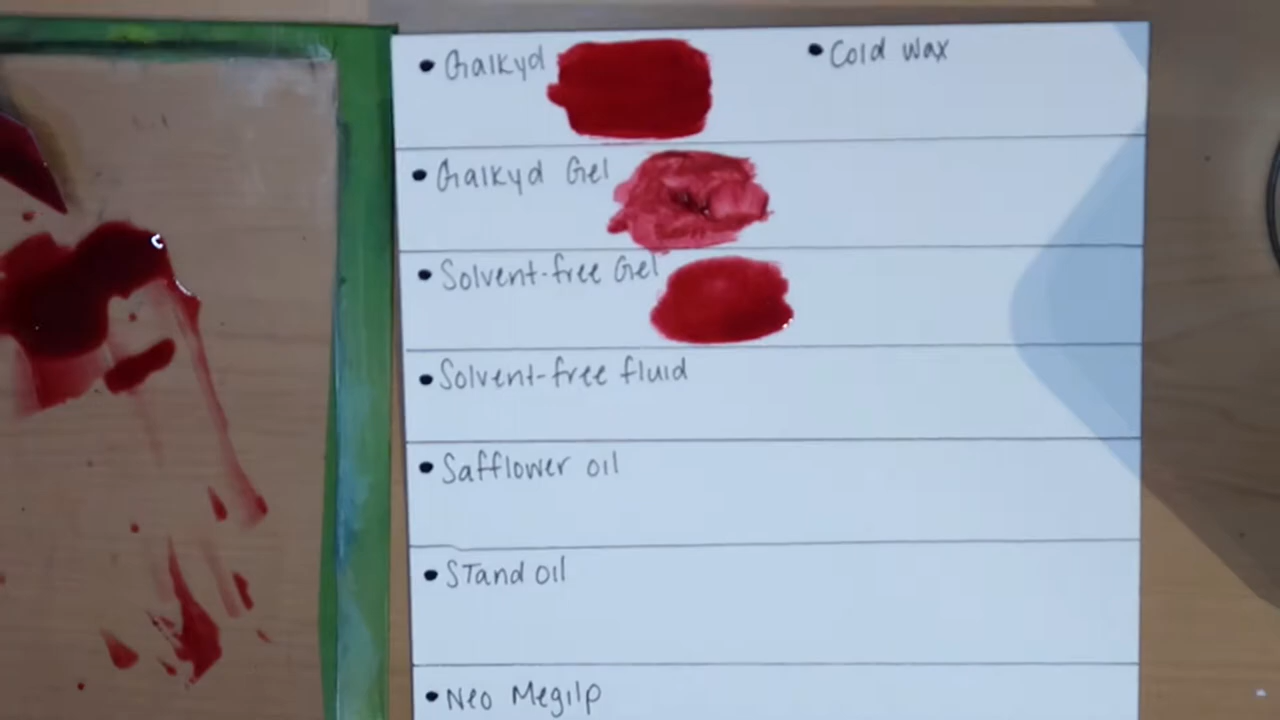 • Galkyd
• Cold wax
• Galkyd Gel
• Solvent-free Gel
• Solvent-free fluid
• Safflower oil
• Stand oil
• Neo Megilp